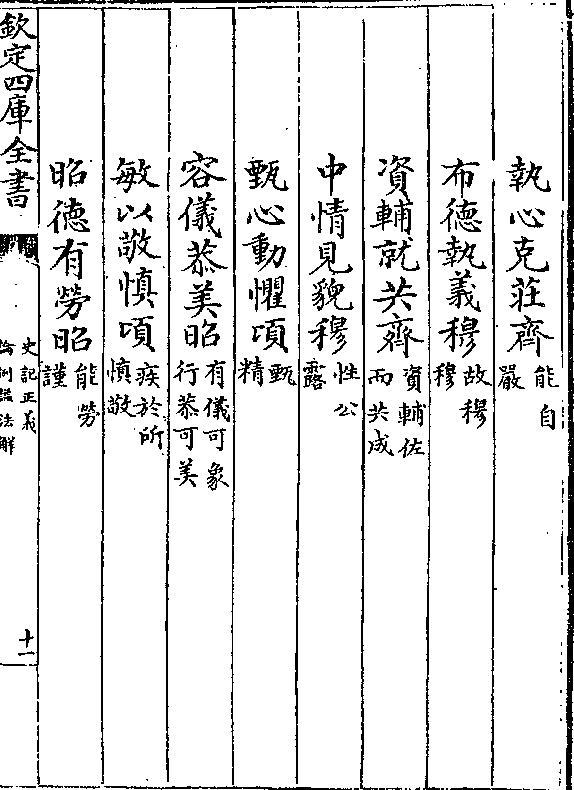 執心克莊齊能自嚴
布德執義穆故穆穆
資輔就共齊資輔佐而共成
中情見貌穆性公露
甄心動懼頃甄精
容儀恭美昭有儀可象行恭可美
敏以敬慎頃疾於所慎敬
昭德有勞昭能勞謹
欽定四庫全書
史記正義
論例諡法解
十一